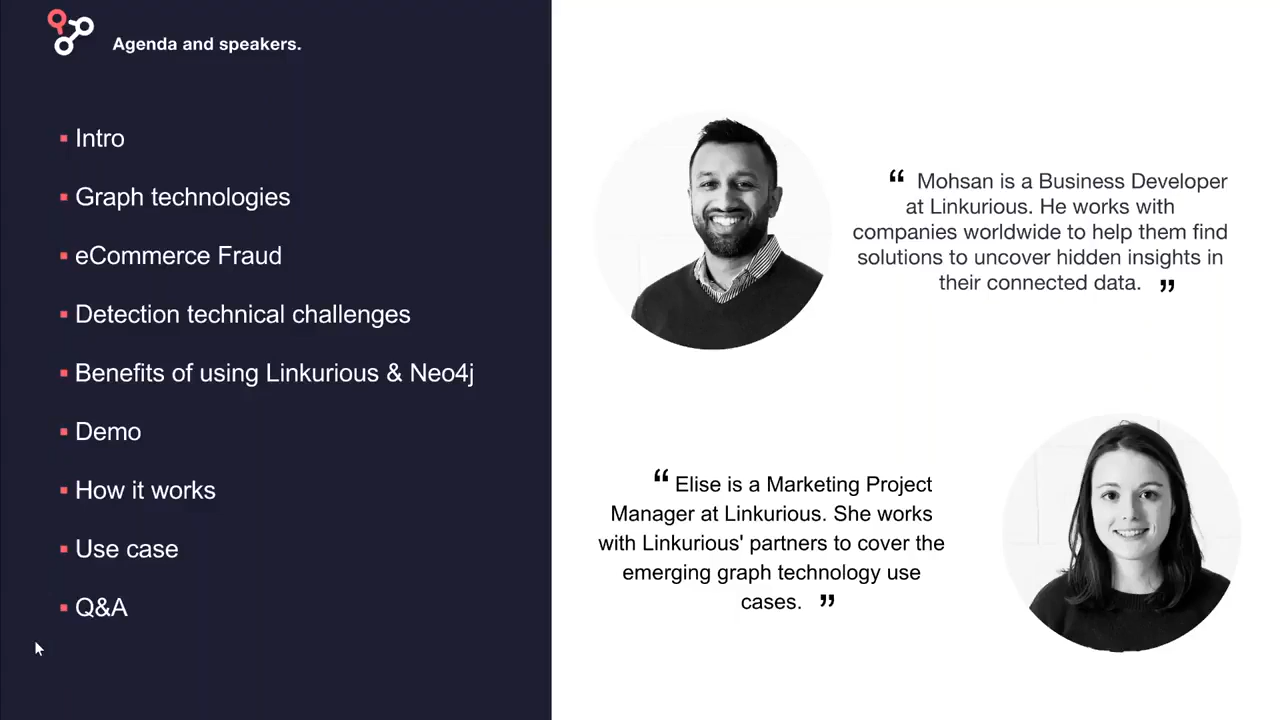 Agenda and speakers.
▪ Intro
▪ Graph technologies
▪ eCommerce Fraud
▪ Detection technical challenges
▪ Benefits of using Linkurious & Neo4j
▪ Demo
▪ How it works
▪ Use case
▪ Q&A
“ Mohsan is a Business Developer
at Linkurious. He works with
companies worldwide to help them find
solutions to uncover hidden insights in
their connected data. ”
“ Elise is a Marketing Project
Manager at Linkurious. She works
with Linkurious' partners to cover the
emerging graph technology use
cases. ”